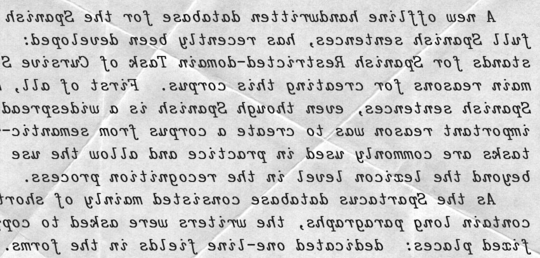 A new offline handwritten database for the Spanish
full Spanish sentences, has recently been developed:
stands for Spanish Restricted-domain Task of Cursive S
main reasons for creating this corpus. First of all,
Spanish sentences, even though Spanish is a widespread
important reason was to create a corpus from semantic-
tasks are commonly used in practice and allow the use
beyond the lexicon level in the recognition process.
As the Spartacus database consisted mainly of short
contain long paragraphs, the writers were asked to copy
fixed places: dedicated one-line fields in the forms.